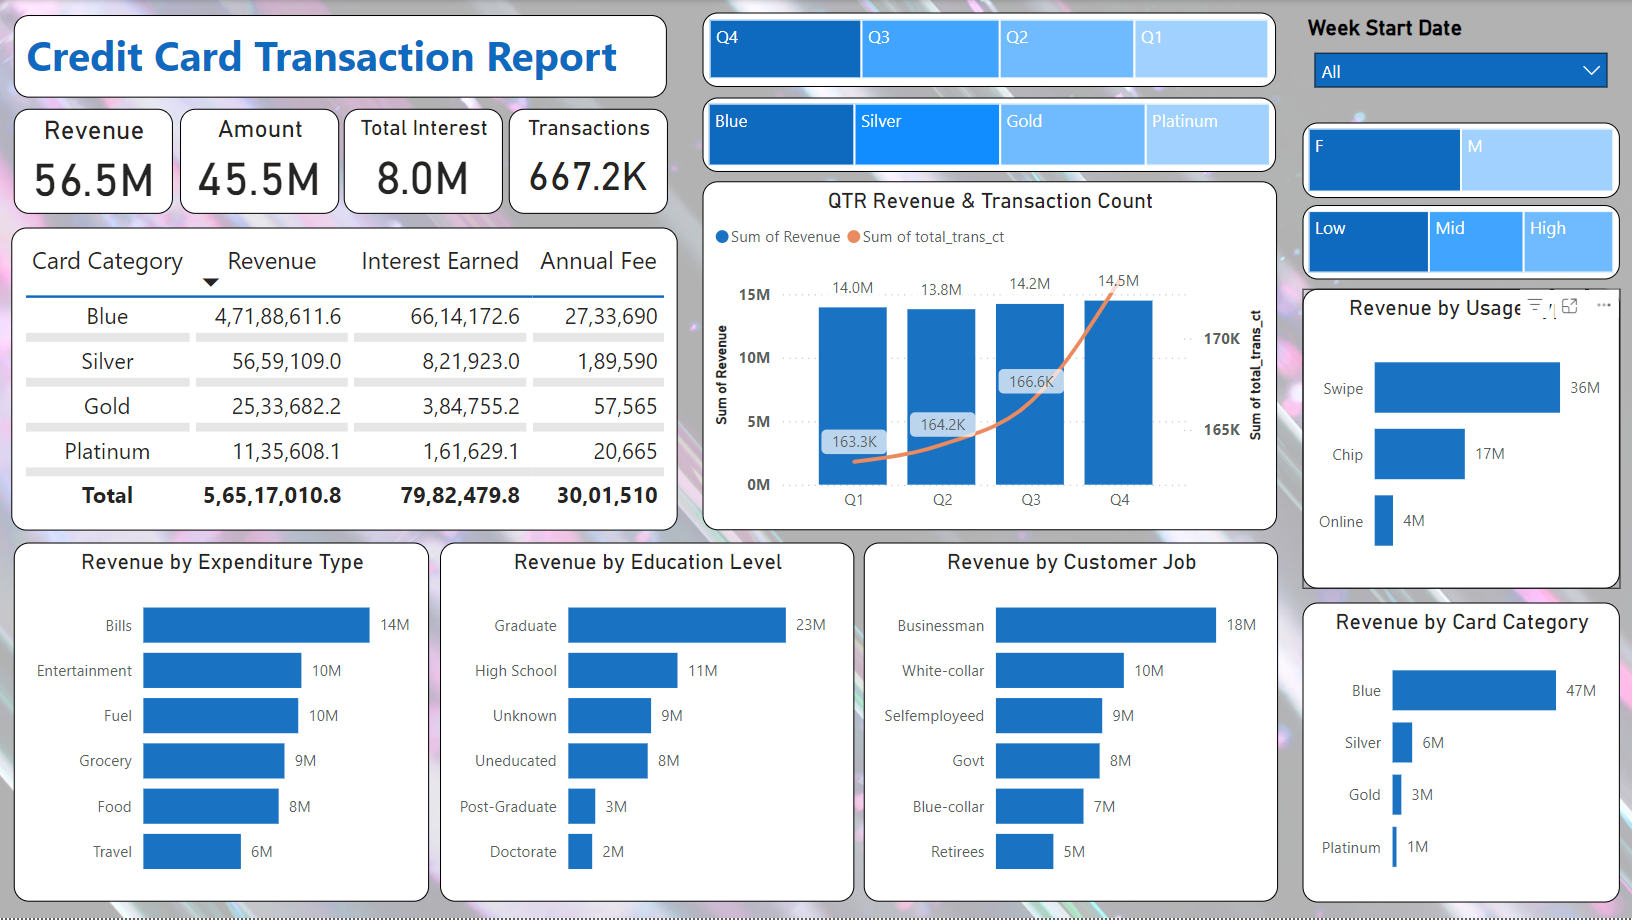 Credit Card Transaction Report
Revenue
56.5M
Amount
45.5M
Total Interest
8.0M
Transactions
667.2K
Card Category Revenue Interest Earned Annual Fee
Blue 4,71,88,611.6 66,14,172.6 27,33,690
Silver 56,59,109.0 8,21,923.0 1,89,590
Gold 25,33,682.2 3,84,755.2 57,565
Platinum 11,35,608.1 1,61,629.1 20,665
Total 5,65,17,010.8 79,82,479.8 30,01,510
Q4 Q3 Q2 Q1
Blue Silver Gold Platinum
QTR Revenue & Transaction Count
Sum of Revenue Sum of total_trans_ct
Sum of Revenue
15M
10M
5M
0M
14.0M 13.8M 14.2M 14.5M
163.3K 164.2K 166.6K
170K
165K
Sum of total_trans_ct
Q1 Q2 Q3 Q4
Week Start Date
All
F M
Low Mid High
Revenue by Usage
Swipe 36M
Chip 17M
Online 4M
Revenue by Expenditure Type
Bills 14M
Entertainment 10M
Fuel 10M
Grocery 9M
Food 8M
Travel 6M
Revenue by Education Level
Graduate 23M
High School 11M
Unknown 9M
Uneducated 8M
Post-Graduate 3M
Doctorate 2M
Revenue by Customer Job
Businessman 18M
White-collar 10M
Selfemployeed 9M
Govt 8M
Blue-collar 7M
Retirees 5M
Revenue by Card Category
Blue 47M
Silver 6M
Gold 3M
Platinum 1M